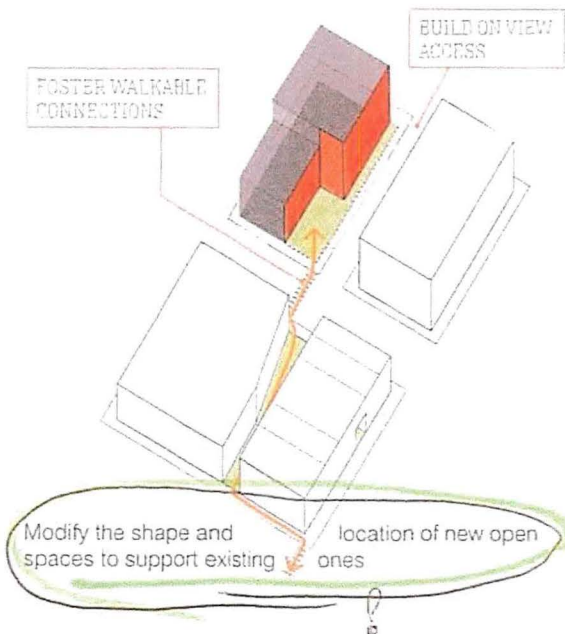 BUILD ON VIEW
ACCESS
FOSTER WALKABLE
CONNECTIONS
Modify the shape and location of new open
spaces to support existing ones